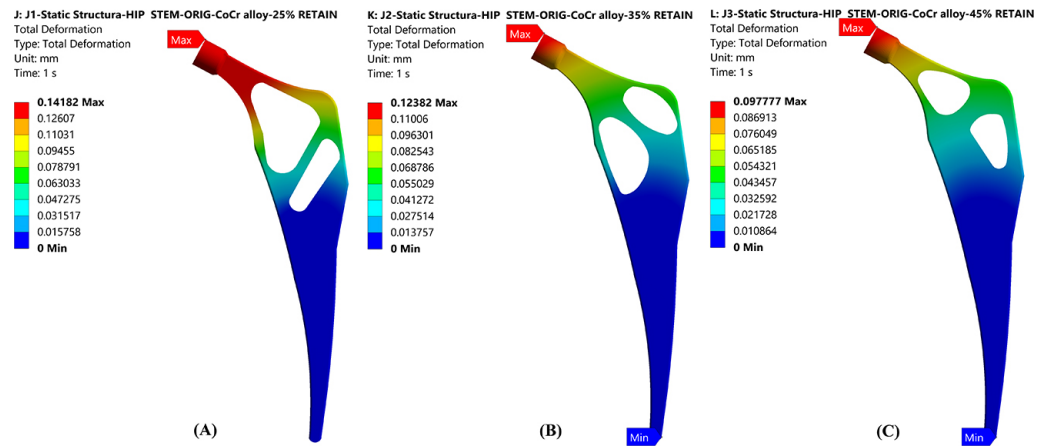 J: J1-Static Structura-HIP STEM-ORIG-CoCr alloy-25% RETAIN
Total Deformation
Type: Total Deformation
Unit: mm
Time: 1 s
Max
0.14182 Max
0.12607
0.11031
0.09455
0.078791
0.063033
0.047275
0.031517
0.015758
0 Min
(A)
K: J2-Static Structura-HIP STEM-ORIG-CoCr alloy-35% RETAIN
Total Deformation
Type: Total Deformation
Unit: mm
Time: 1 s
Max
0.12382 Max
0.11006
0.096301
0.082543
0.068786
0.055029
0.041272
0.027514
0.013757
0 Min
(B)
Min
L: J3-Static Structura-HIP STEM-ORIG-CoCr alloy-45% RETAIN
Total Deformation
Type: Total Deformation
Unit: mm
Time: 1 s
Max
0.097777 Max
0.086913
0.076049
0.065185
0.054321
0.043457
0.032592
0.021728
0.010864
0 Min
(C)
Min